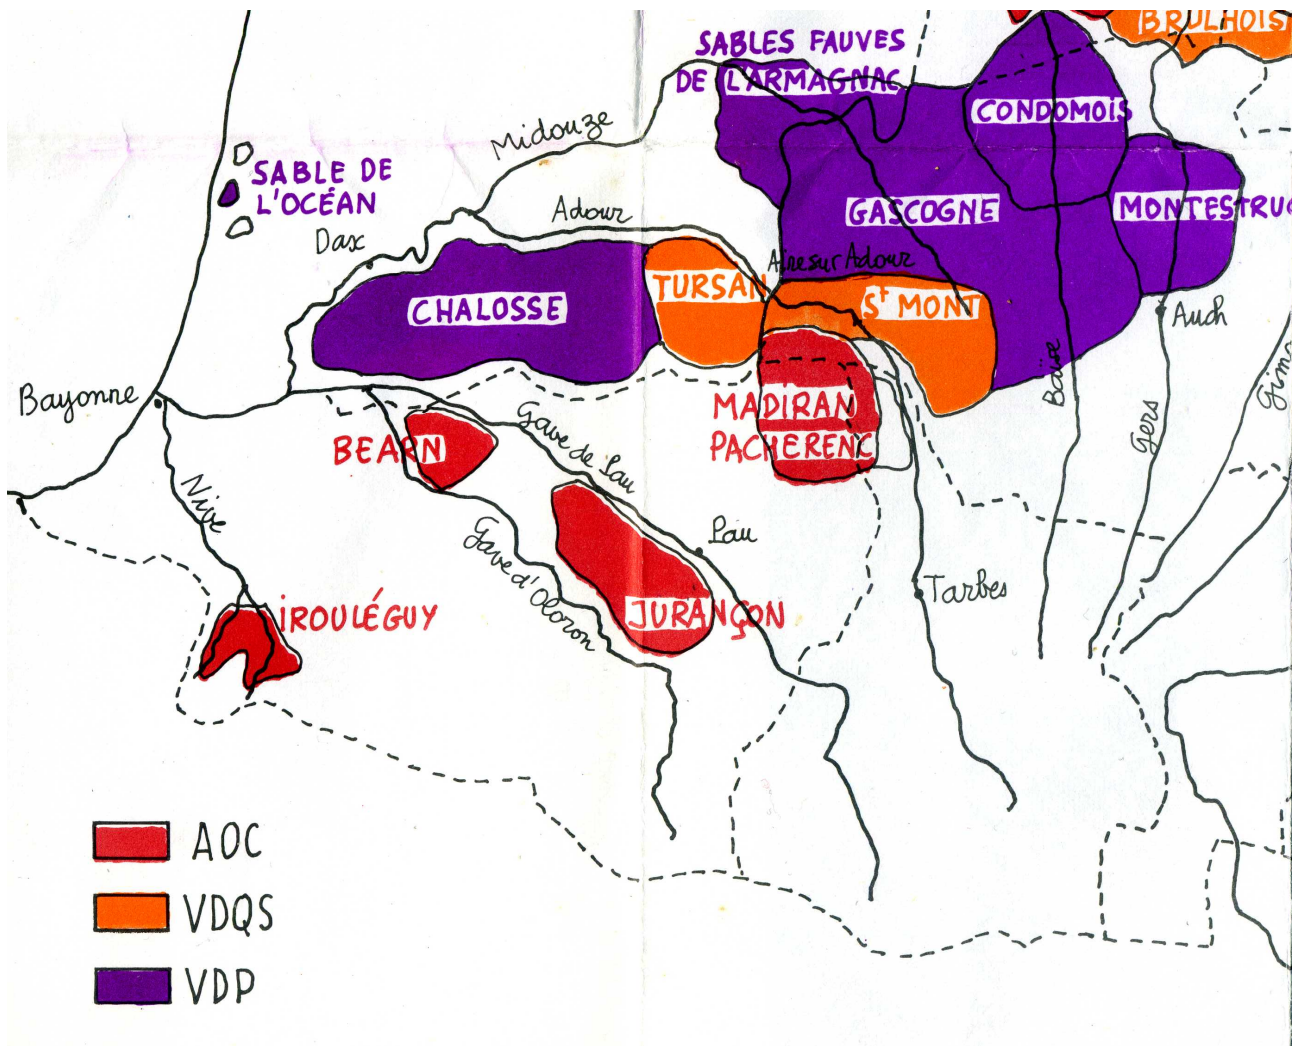 BRULHOIS
SABLES FAUVES
DE L'ARMAGNAC
CONDOMOIS
Midouze
SABLE DE
L'OCÉAN
Adour
GASCOGNE
MONTESTRUC
Dax
Aire sur Adour
TURSAN
CHALOSSE
St MONT
Auch
Baïse
Gimo
Bayonne
MADIRAN
PACHERENC
Gers
BEARN
Gave de Pau
Nive
Gave d'Oloron
Pau
Tarbes
IROULÉGUY
JURANÇON
AOC
VDQS
VDP